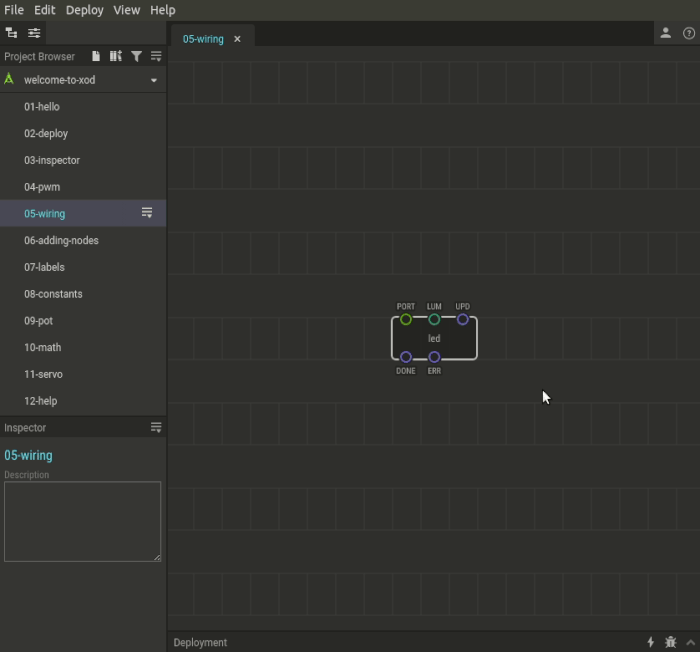 File Edit Deploy View Help
05-wiring
Project Browser
welcome-to-xod
01-hello
02-deploy
03-inspector
04-pwm
05-wiring
06-adding-nodes
07-labels
08-constants
09-pot
10-math
11-servo
12-help
PORT LUM UPD
led
DONE ERR
Inspector
05-wiring
Description
Deployment